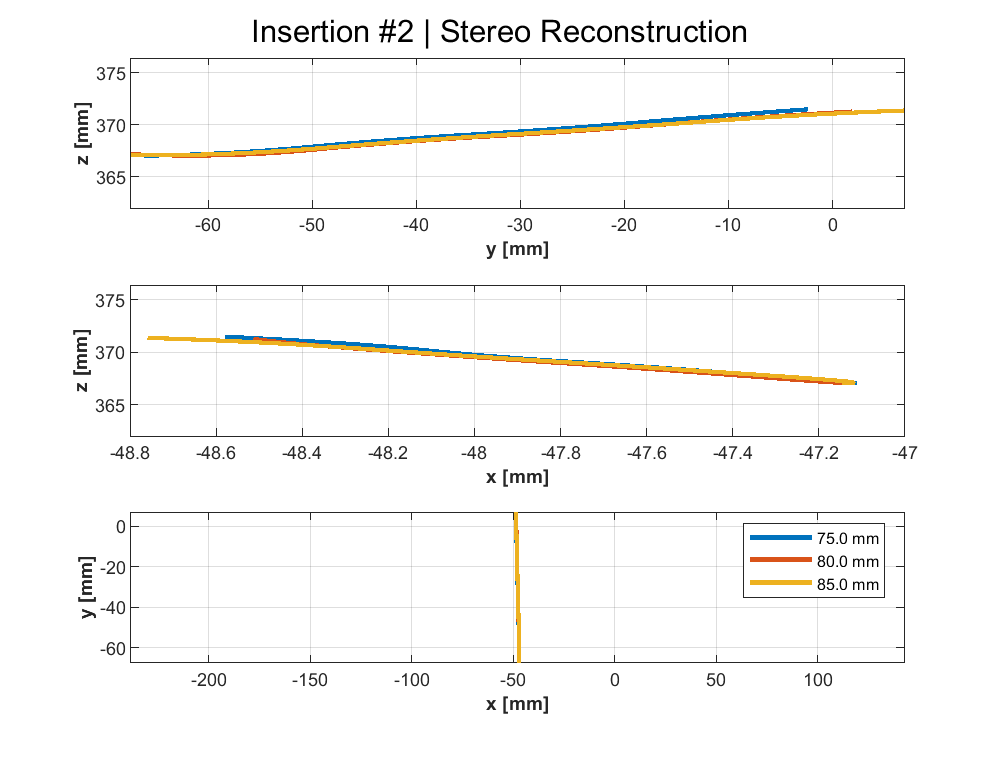 Insertion #2 | Stereo Reconstruction
375
370
365
z [mm]
-60 -50 -40 -30 -20 -10 0
y [mm]
375
370
365
z [mm]
-48.8 -48.6 -48.4 -48.2 -48 -47.8 -47.6 -47.4 -47.2 -47
x [mm]
0
-20
-40
-60
y [mm]
75.0 mm
80.0 mm
85.0 mm
-200 -150 -100 -50 0 50 100
x [mm]